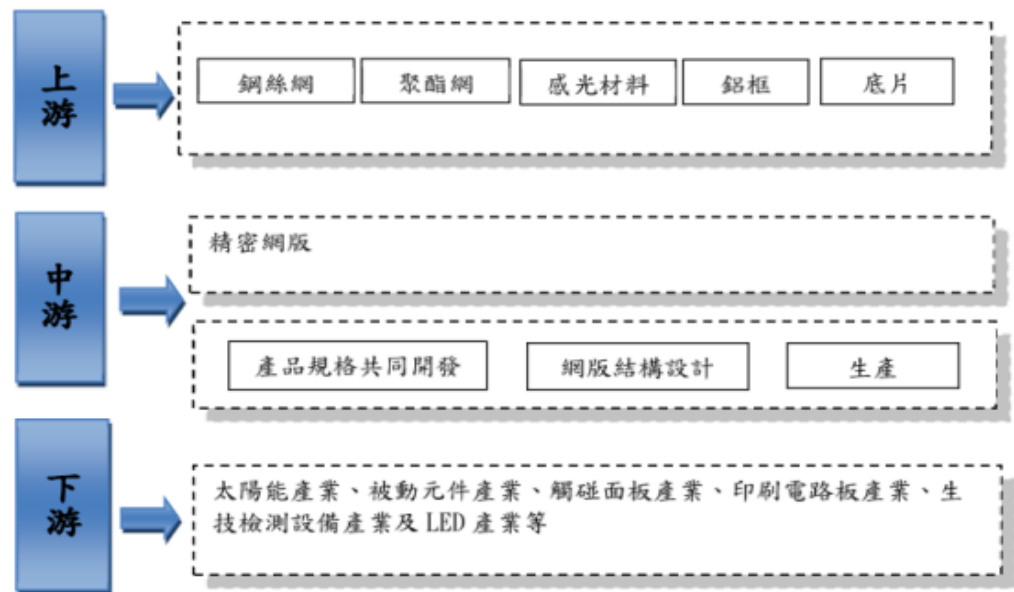 上游
鋼絲網
聚酯網
感光材料
鋁框
底片
中游
精密網版
產品規格共同開發
網版結構設計
生產
下游
太陽能產業、被動元件產業、觸碰面板產業、印刷電路板產業、生
技檢測設備產業及 LED 產業等